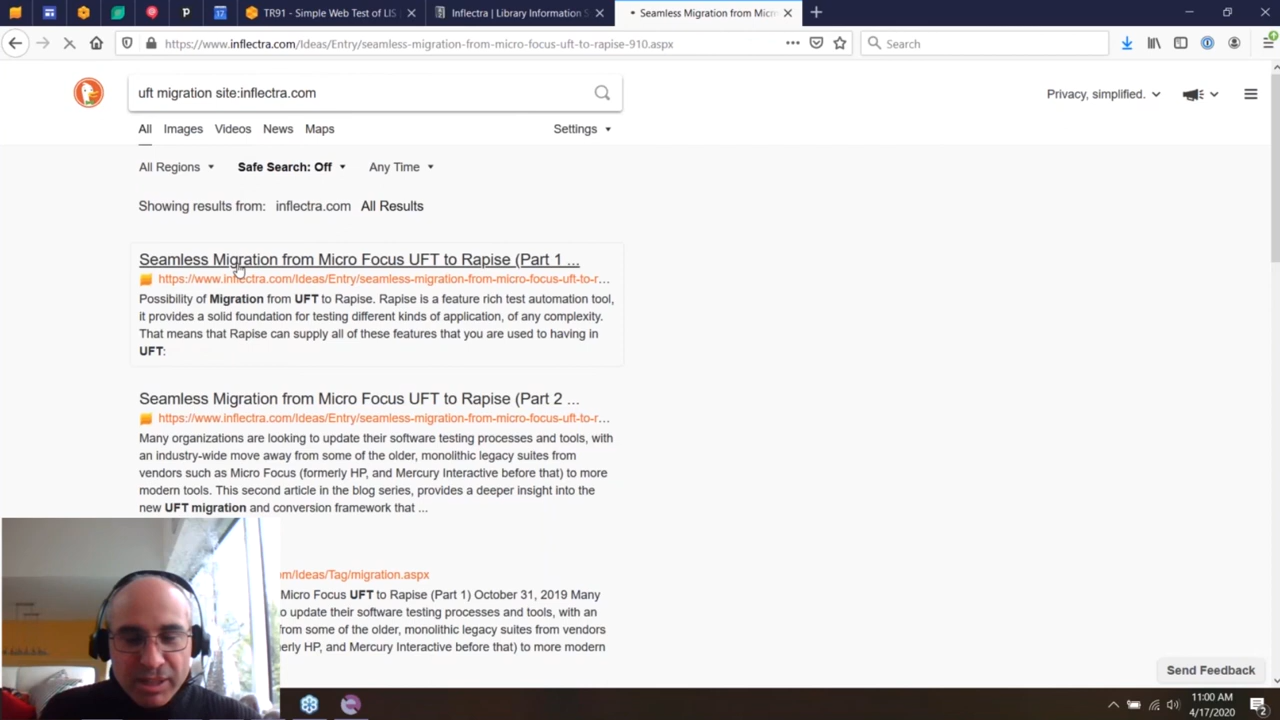 TR91 - Simple Web Test of LIS
Inflectra | Library Information S
Seamless Migration from Micr
https://www.inflectra.com/Ideas/Entry/seamless-migration-from-micro-focus-uft-to-rapise-910.aspx
Search
uft migration site:inflectra.com
Privacy, simplified.
All Images Videos News Maps
Settings
All Regions
Safe Search: Off
Any Time
Showing results from: inflectra.com All Results
Seamless Migration from Micro Focus UFT to Rapise (Part 1 ...
https://www.inflectra.com/Ideas/Entry/seamless-migration-from-micro-focus-uft-to-r...
Possibility of Migration from UFT to Rapise. Rapise is a feature rich test automation tool,
it provides a solid foundation for testing different kinds of application, of any complexity.
That means that Rapise can supply all of these features that you are used to having in
UFT:
Seamless Migration from Micro Focus UFT to Rapise (Part 2 ...
https://www.inflectra.com/Ideas/Entry/seamless-migration-from-micro-focus-uft-to-r...
Many organizations are looking to update their software testing processes and tools, with
an industry-wide move away from some of the older, monolithic legacy suites from
vendors such as Micro Focus (formerly HP, and Mercury Interactive before that) to more
modern tools. This second article in the blog series, provides a deeper insight into the
new UFT migration and conversion framework that ...
m/Ideas/Tag/migration.aspx
Micro Focus UFT to Rapise (Part 1) October 31, 2019 Many
o update their software testing processes and tools, with an
from some of the older, monolithic legacy suites from vendors
erly HP, and Mercury Interactive before that) to more modern
Send Feedback
11:00 AM
4/17/2020
2